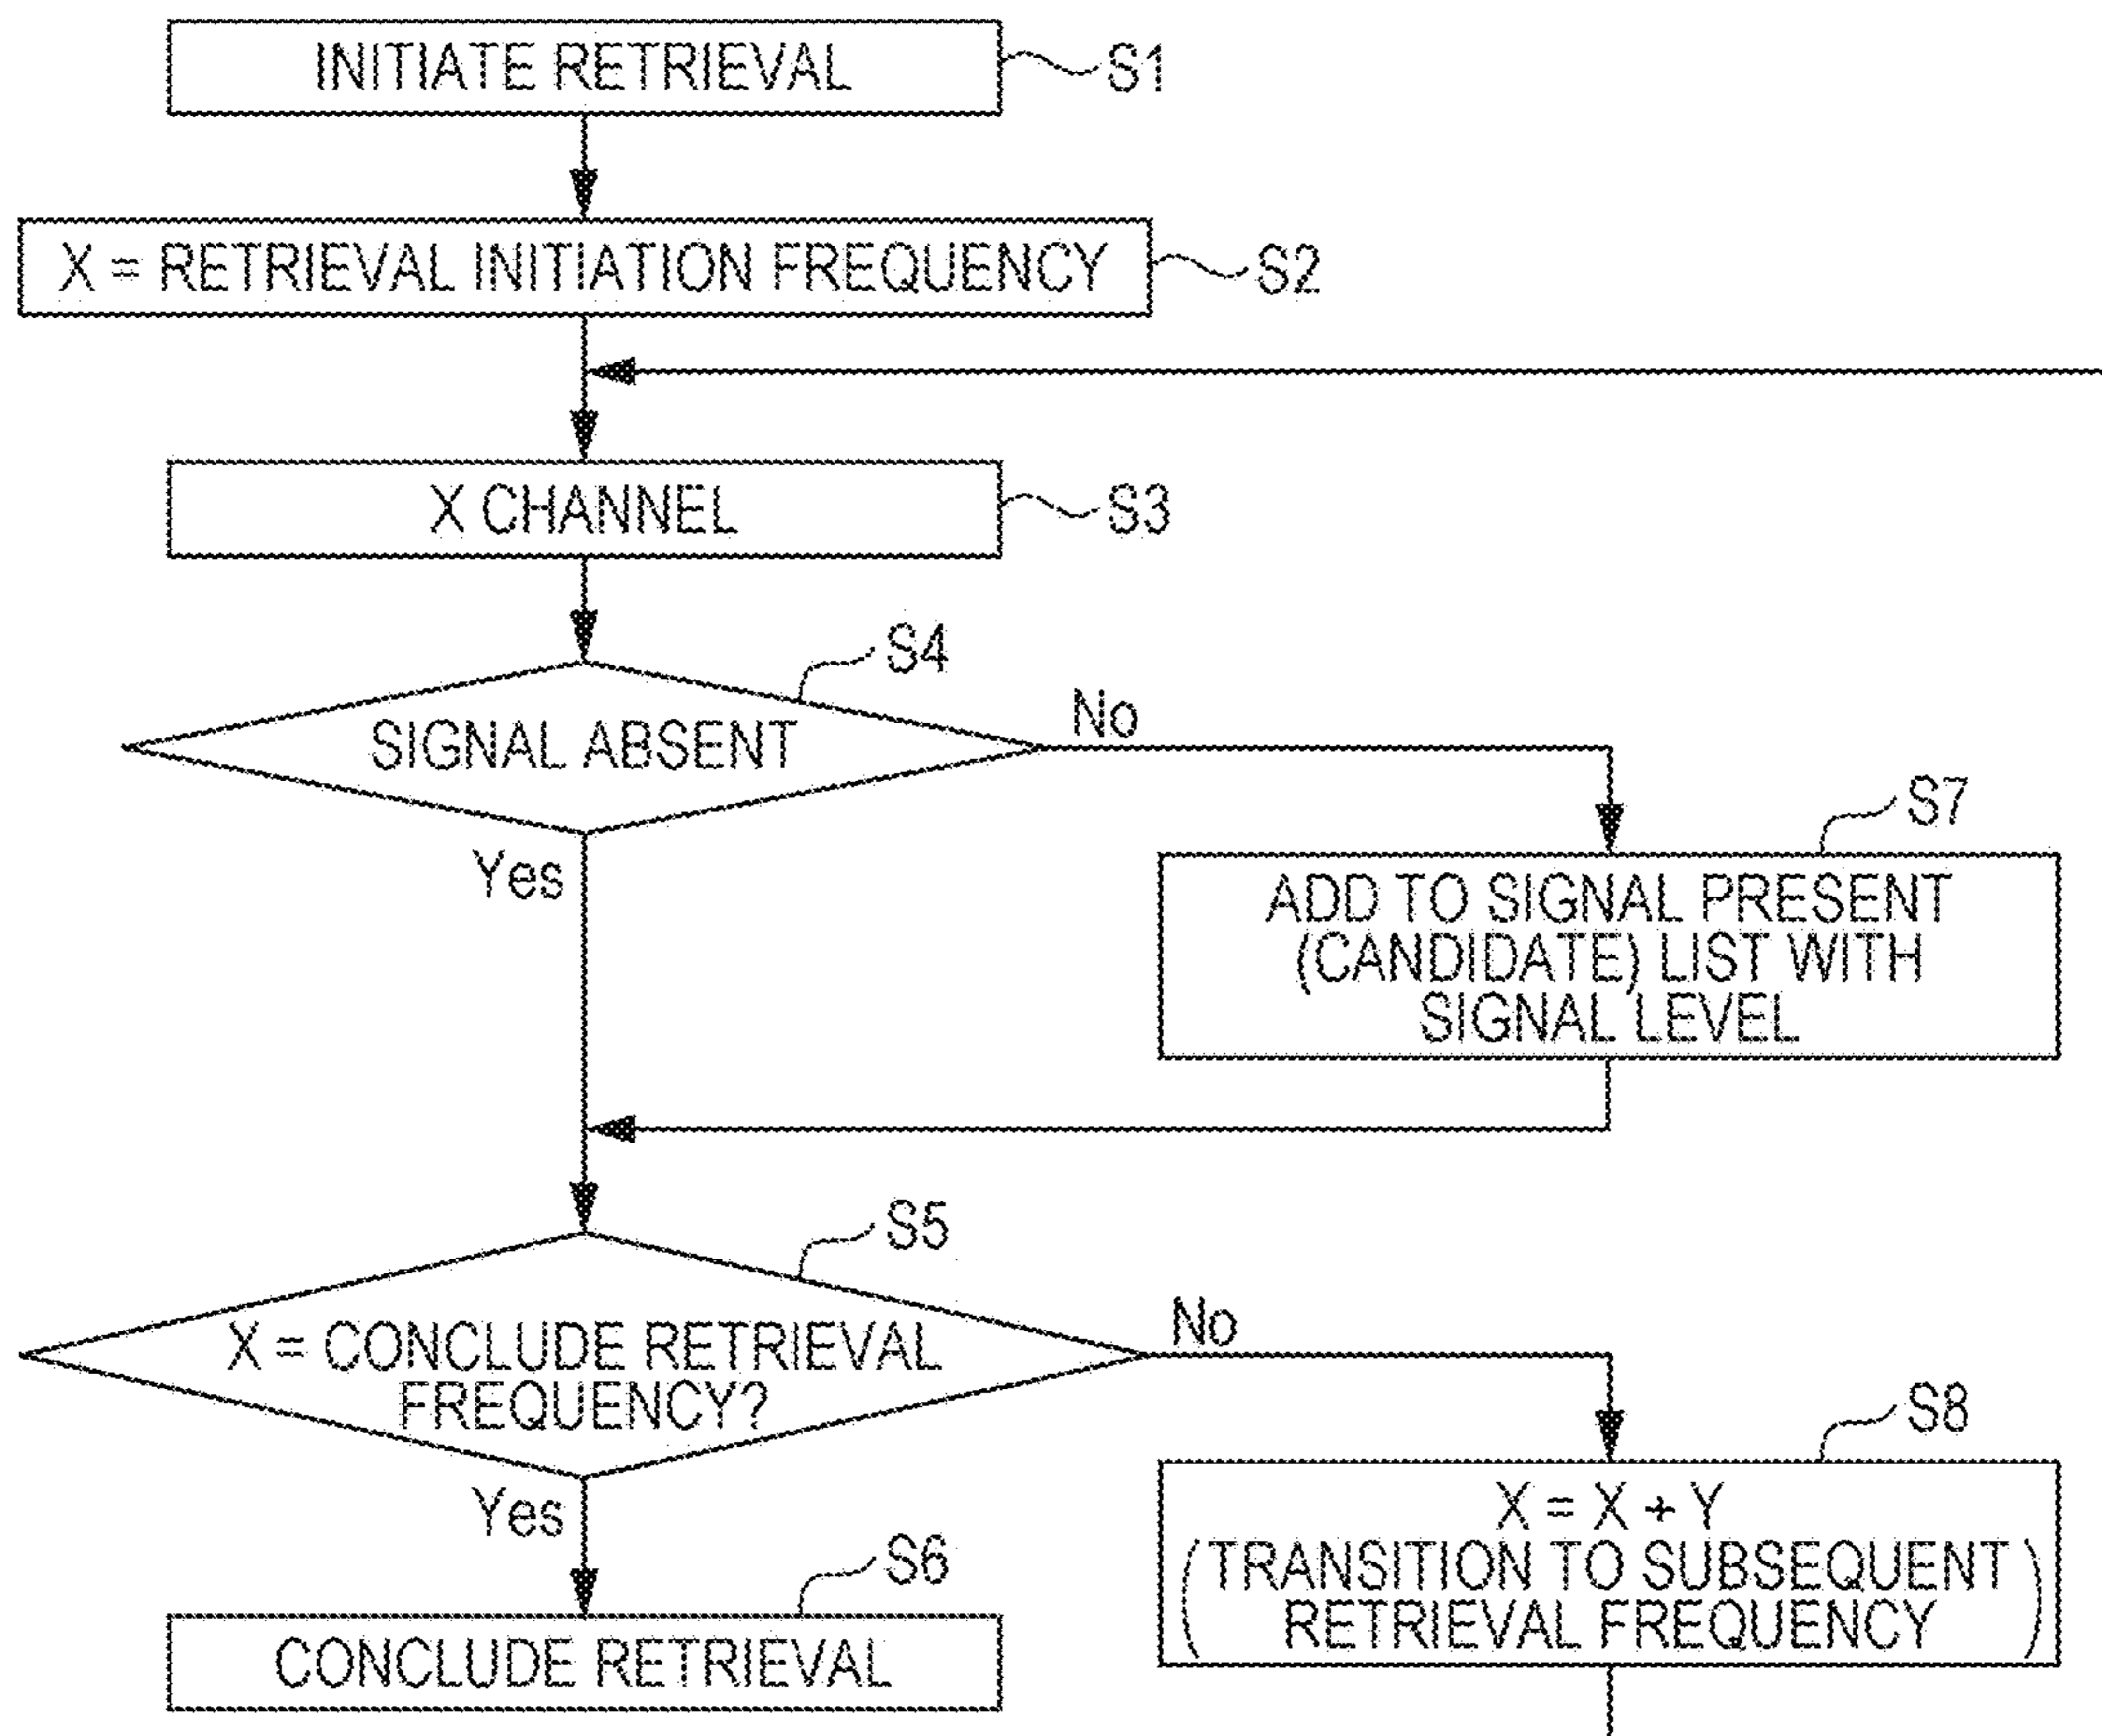 INITIATE RETRIEVAL
S1
X = RETRIEVAL INITIATION FREQUENCY
S2
X CHANNEL
S3
S4
SIGNAL ABSENT
No
Yes
S7
ADD TO SIGNAL PRESENT
(CANDIDATE) LIST WITH
SIGNAL LEVEL
S5
X = CONCLUDE RETRIEVAL
FREQUENCY?
No
Yes
S8
X = X + Y
(TRANSITION TO SUBSEQUENT
RETRIEVAL FREQUENCY)
S6
CONCLUDE RETRIEVAL